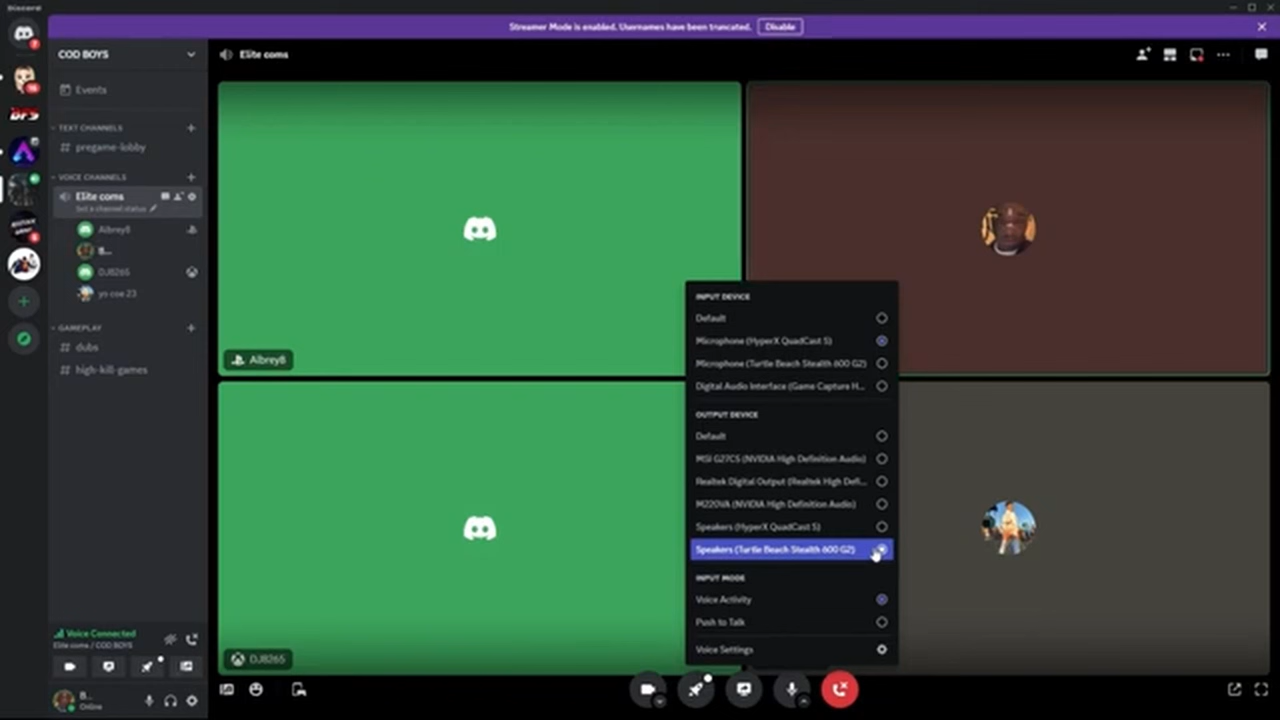 Discord
Streamer Mode is enabled. Usernames have been truncated.
Disable
COD BOYS
Elite coms
Events
TEXT CHANNELS
pregame-lobby
VOICE CHANNELS
Elite coms
Set a channel status
Albrey8
B...
DJ8265
yo coe 23
GAMEPLAY
dubs
high-kill-games
Albrey8
DJ8265
INPUT DEVICE
Default
Microphone (HyperX QuadCast S)
Microphone (Turtle Beach Stealth 600 G2)
Digital Audio Interface (Game Capture H...
OUTPUT DEVICE
Default
MSI G27C5 (NVIDIA High Definition Audio)
Realtek Digital Output (Realtek High Defi...
M220VA (NVIDIA High Definition Audio)
Speakers (HyperX QuadCast S)
Speakers (Turtle Beach Stealth 600 G2)
INPUT MODE
Voice Activity
Push to Talk
Voice Settings
Voice Connected
Elite coms / COD BOYS
B...
Online